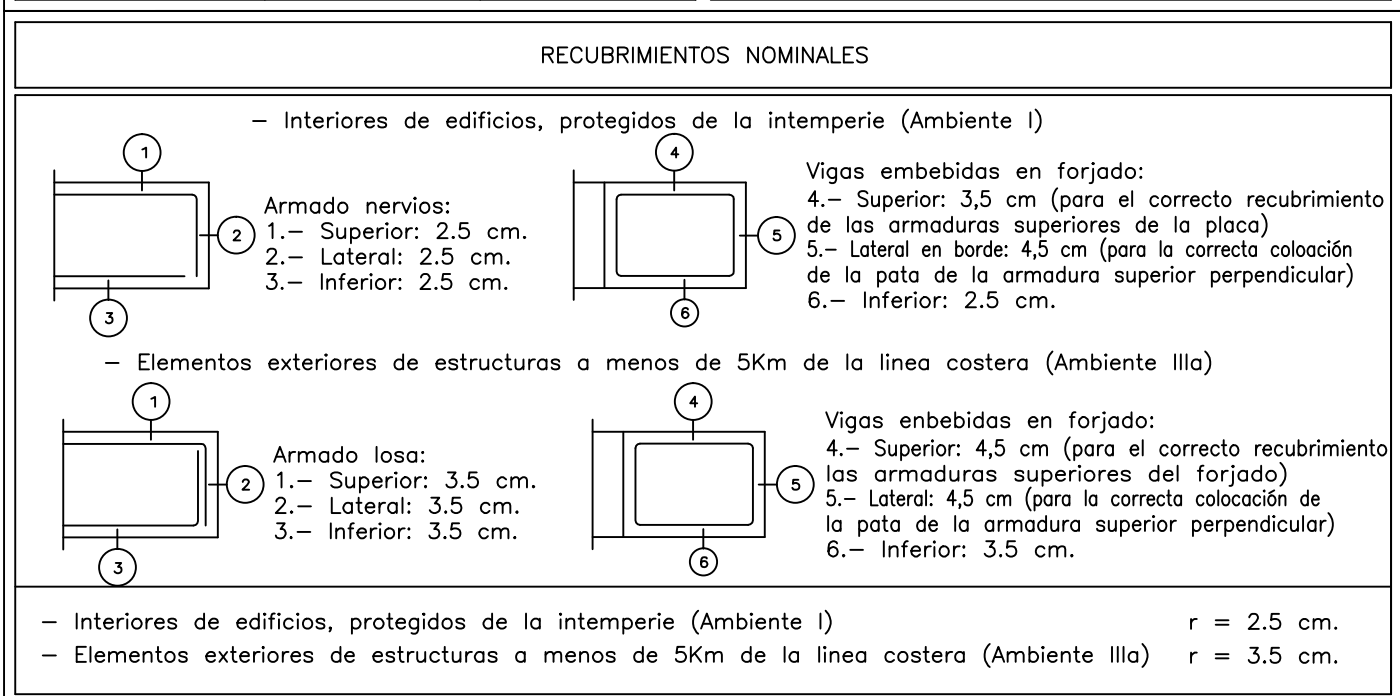 RECUBRIMIENTOS NOMINALES
– Interiores de edificios, protegidos de la intemperie (Ambiente I)
1
2
3
Armado nervios:
1.– Superior: 2.5 cm.
2.– Lateral: 2.5 cm.
3.– Inferior: 2.5 cm.
4
5
6
Vigas embebidas en forjado:
4.– Superior: 3,5 cm (para el correcto recubrimiento
de las armaduras superiores de la placa)
5.– Lateral en borde: 4,5 cm (para la correcta coloación
de la pata de la armadura superior perpendicular)
6.– Inferior: 2.5 cm.
– Elementos exteriores de estructuras a menos de 5Km de la linea costera (Ambiente IIIa)
1
2
3
Armado losa:
1.– Superior: 3.5 cm.
2.– Lateral: 3.5 cm.
3.– Inferior: 3.5 cm.
4
5
6
Vigas enbebidas en forjado:
4.– Superior: 4,5 cm (para el correcto recubrimiento
las armaduras superiores del forjado)
5.– Lateral: 4,5 cm (para la correcta colocación de
la pata de la armadura superior perpendicular)
6.– Inferior: 3.5 cm.
– Interiores de edificios, protegidos de la intemperie (Ambiente I) r = 2.5 cm.
– Elementos exteriores de estructuras a menos de 5Km de la linea costera (Ambiente IIIa) r = 3.5 cm.